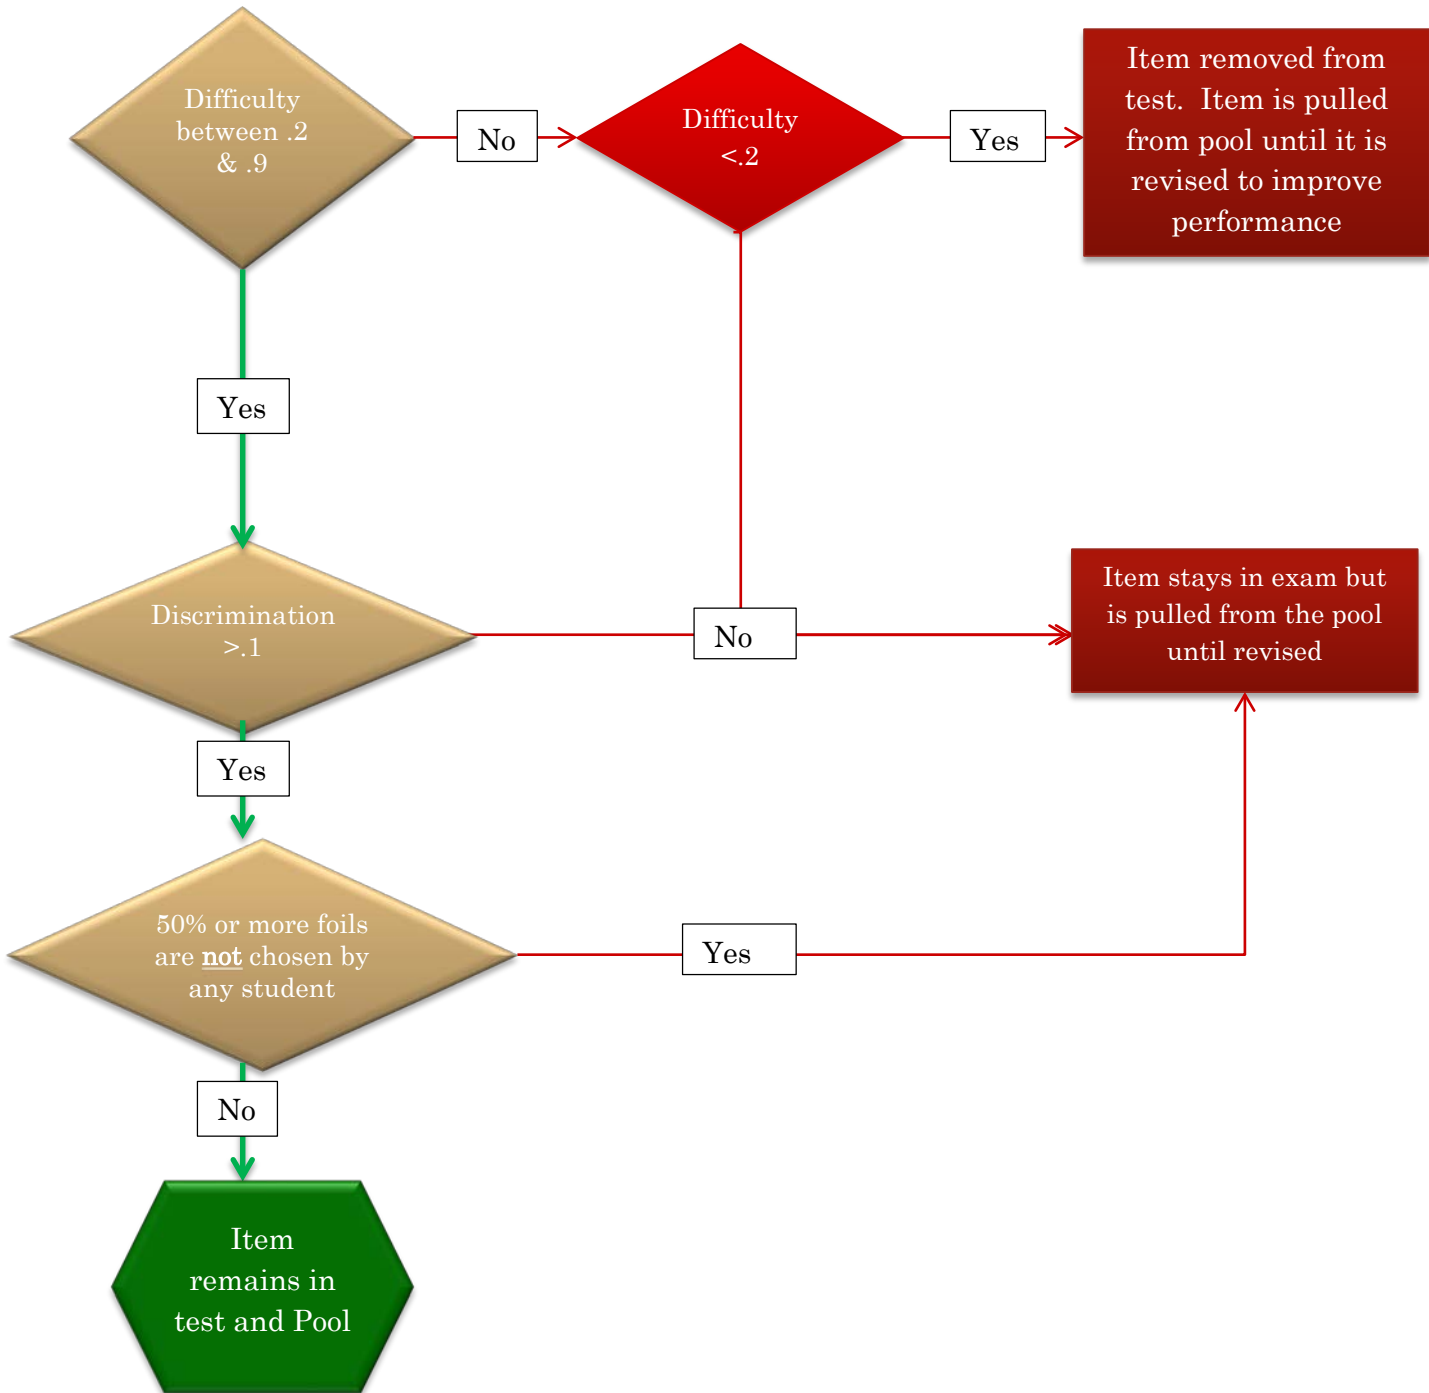 Difficulty
between .2
& .9
No
Difficulty
<.2
Yes
Item removed from
test.  Item is pulled
from pool until it is
revised to improve
performance
Yes
Discrimination
>.1
No
Item stays in exam but
is pulled from the pool
until revised
Yes
50% or more foils
are not chosen by
any student
Yes
No
Item
remains in
test and Pool